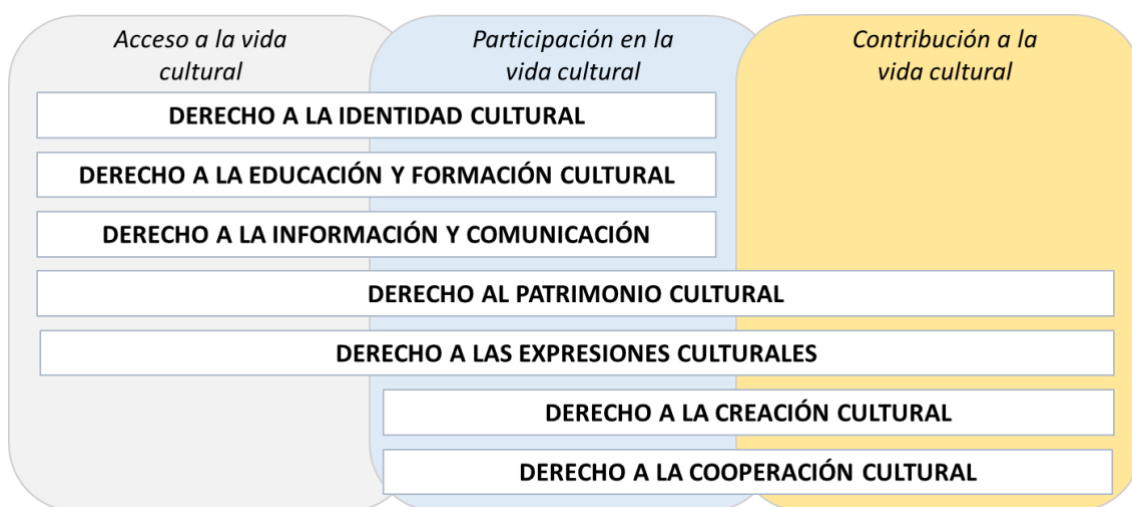 Acceso a la vida
cultural
Participación en la
vida cultural
Contribución a la
vida cultural
DERECHO A LA IDENTIDAD CULTURAL
DERECHO A LA EDUCACIÓN Y FORMACIÓN CULTURAL
DERECHO A LA INFORMACIÓN Y COMUNICACIÓN
DERECHO AL PATRIMONIO CULTURAL
DERECHO A LAS EXPRESIONES CULTURALES
DERECHO A LA CREACIÓN CULTURAL
DERECHO A LA COOPERACIÓN CULTURAL